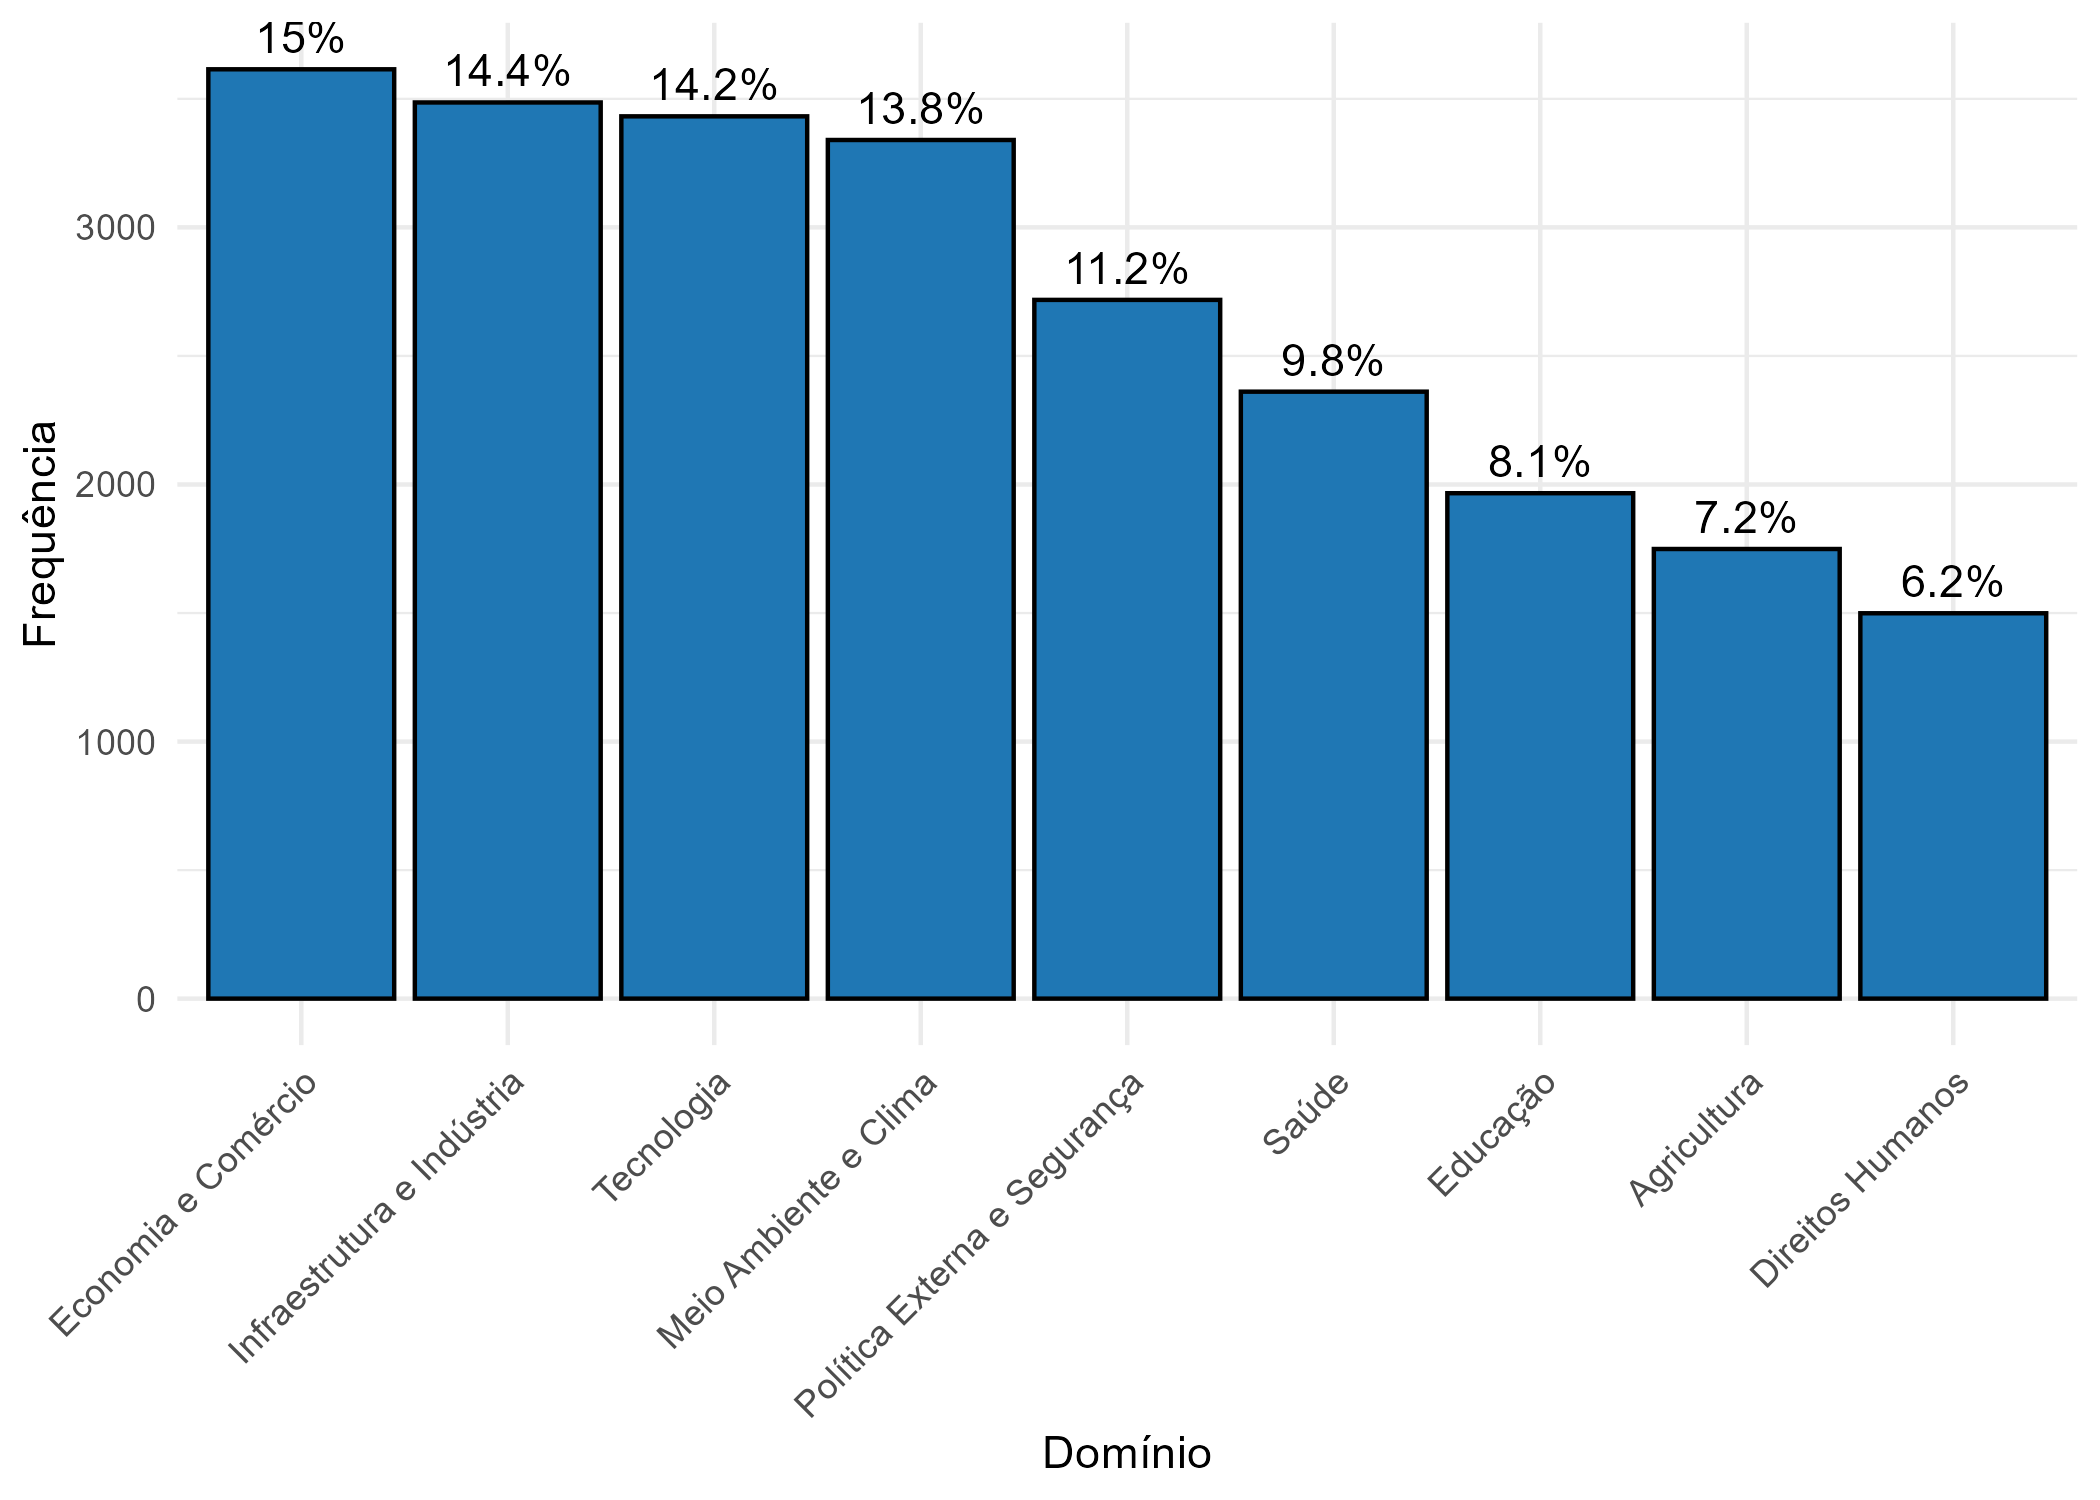 15%
14.4%
14.2%
13.8%
11.2%
9.8%
8.1%
7.2%
6.2%
Frequência
3000
2000
1000
0
Economia e Comércio
Infraestrutura e Indústria
Tecnologia
Meio Ambiente e Clima
Política Externa e Segurança
Saúde
Educação
Agricultura
Direitos Humanos
Domínio